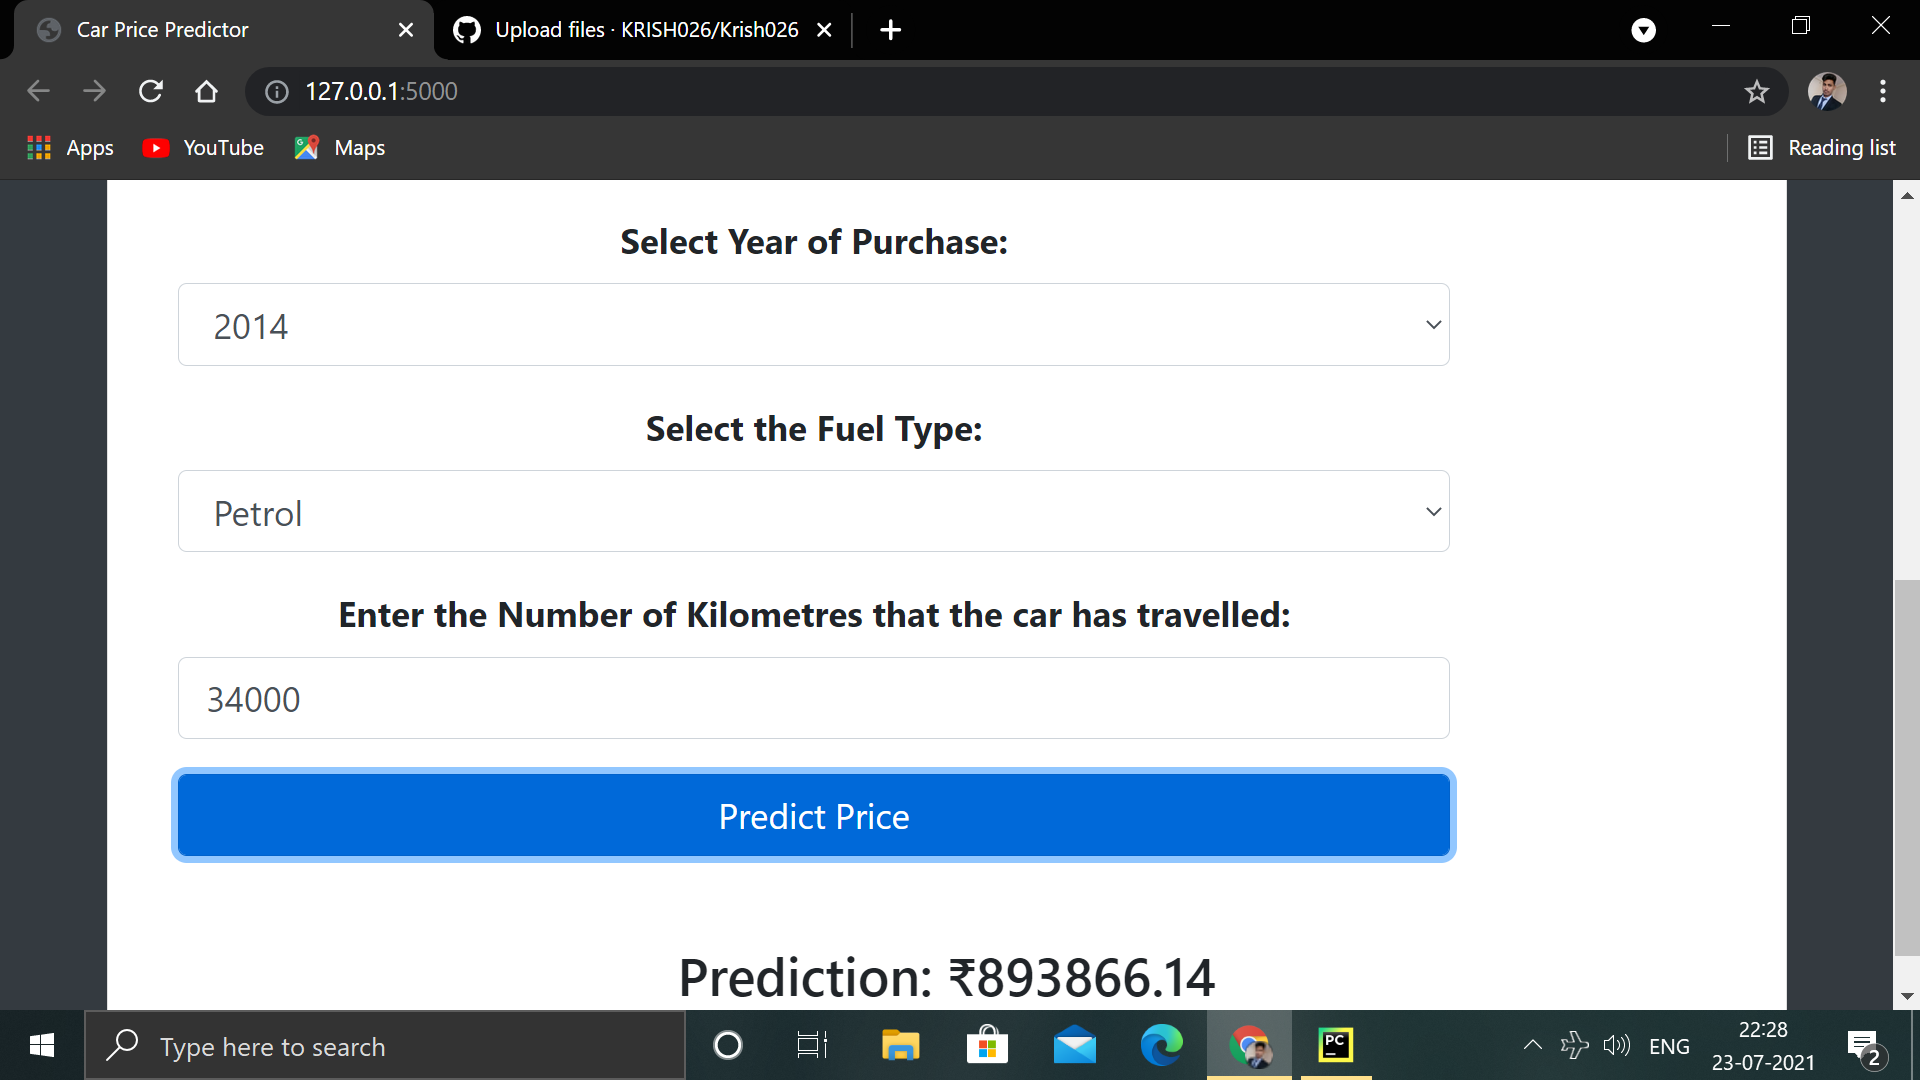 Car Price Predictor
Upload files · KRISH026/Krish026
127.0.0.1:5000
Apps
YouTube
Maps
Reading list
Select Year of Purchase:
2014
Select the Fuel Type:
Petrol
Enter the Number of Kilometres that the car has travelled:
34000
Predict Price
Prediction: ₹893866.14
Type here to search
PC
ENG
22:28
23-07-2021
2